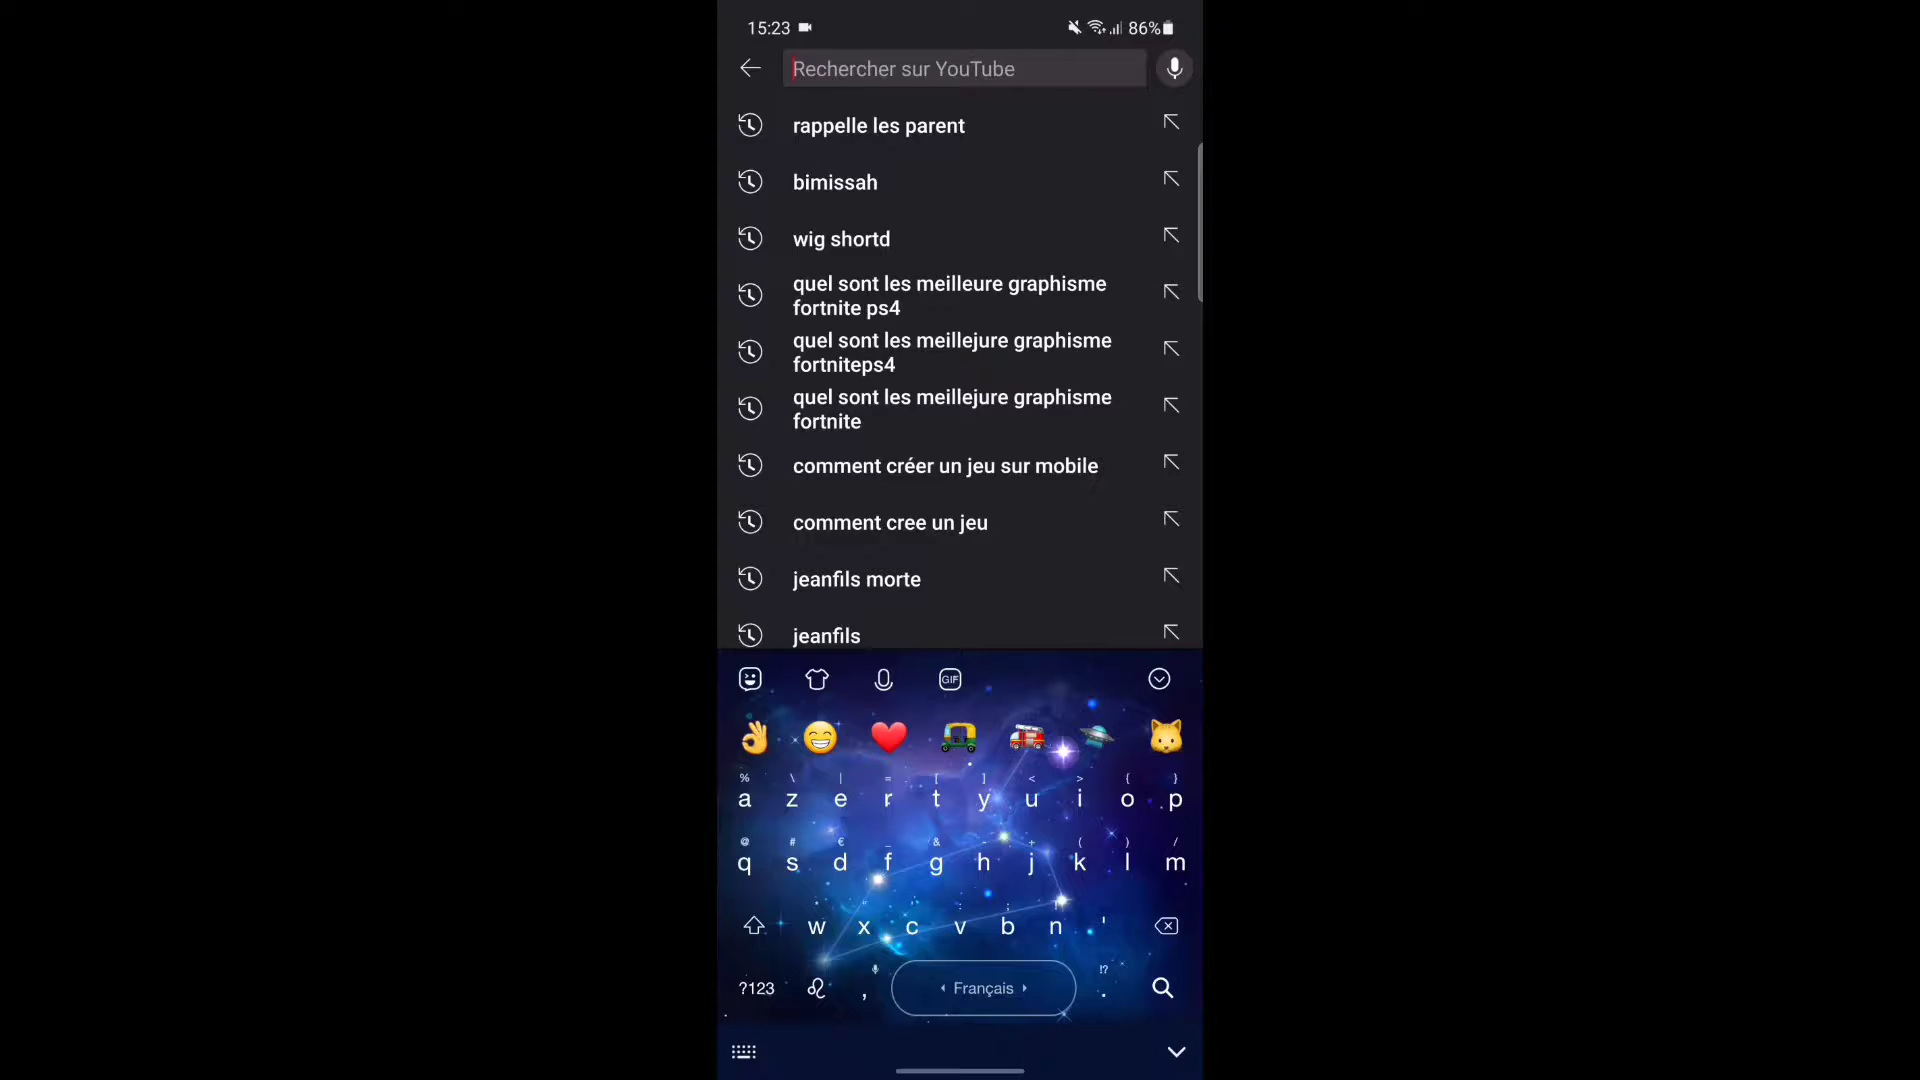 15:23
86%
Rechercher sur YouTube
rappelle les parent
bimissah
wig shortd
quel sont les meilleure graphisme
fortnite ps4
quel sont les meillejure graphisme
fortniteps4
quel sont les meillejure graphisme
fortnite
comment créer un jeu sur mobile
comment cree un jeu
jeanfils morte
jeanfils
GIF
% \ | = [ ] < > { }
a z e r t y u i o p
@ # € _ & - + ( ) /
q s d f g h j k l m
w x c v b n '
!?
?123 , Français .